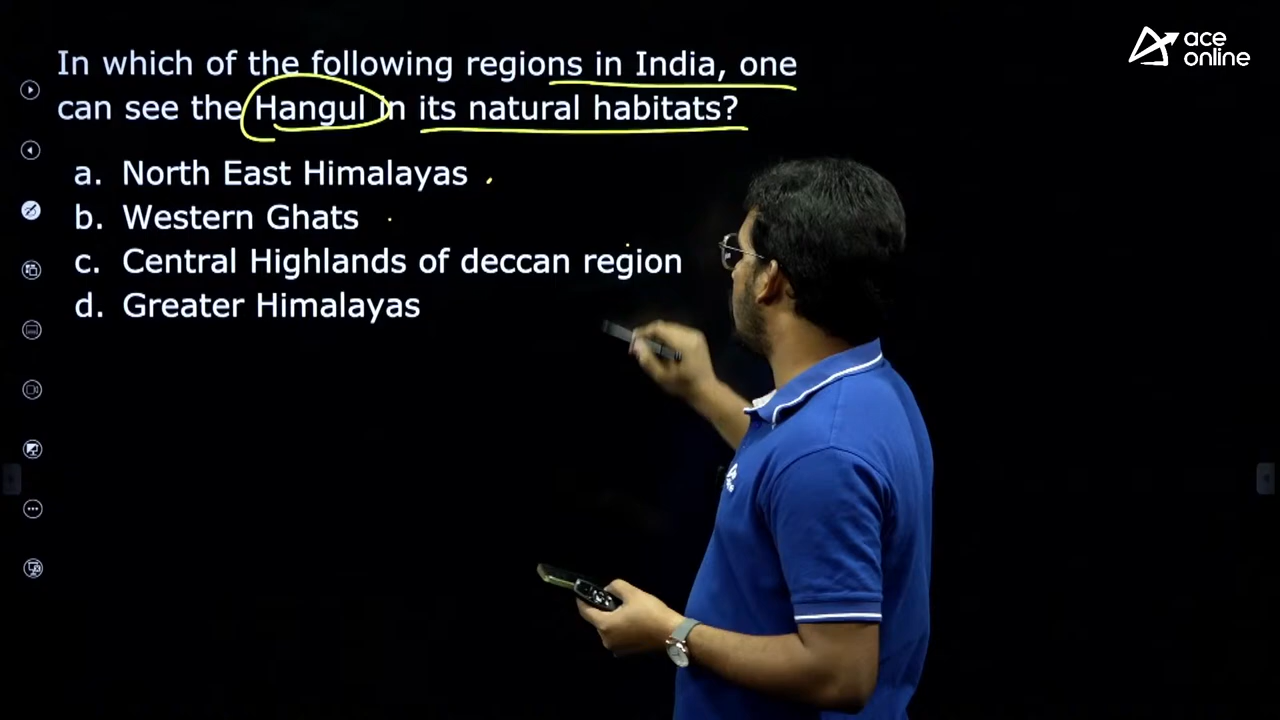 ace
online
In which of the following regions in India, one
can see the Hangul in its natural habitats?
a. North East Himalayas
b. Western Ghats
c. Central Highlands of deccan region
d. Greater Himalayas